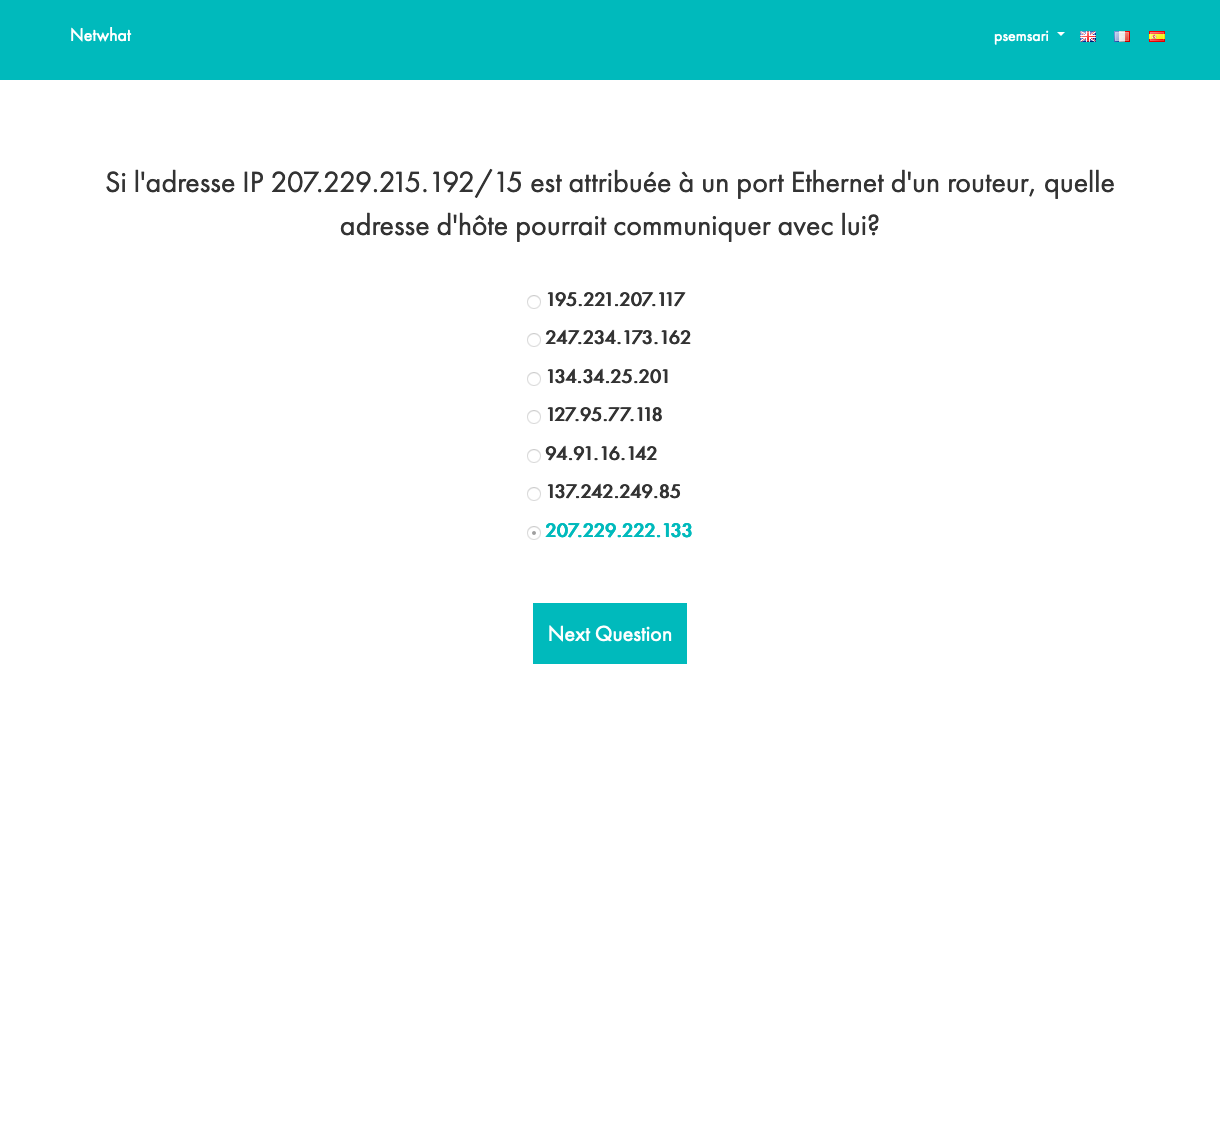 Netwhat
psemsari
Si l'adresse IP 207.229.215.192/15 est attribuée à un port Ethernet d'un routeur, quelle
adresse d'hôte pourrait communiquer avec lui?
195.221.207.117
247.234.173.162
134.34.25.201
127.95.77.118
94.91.16.142
137.242.249.85
207.229.222.133
Next Question